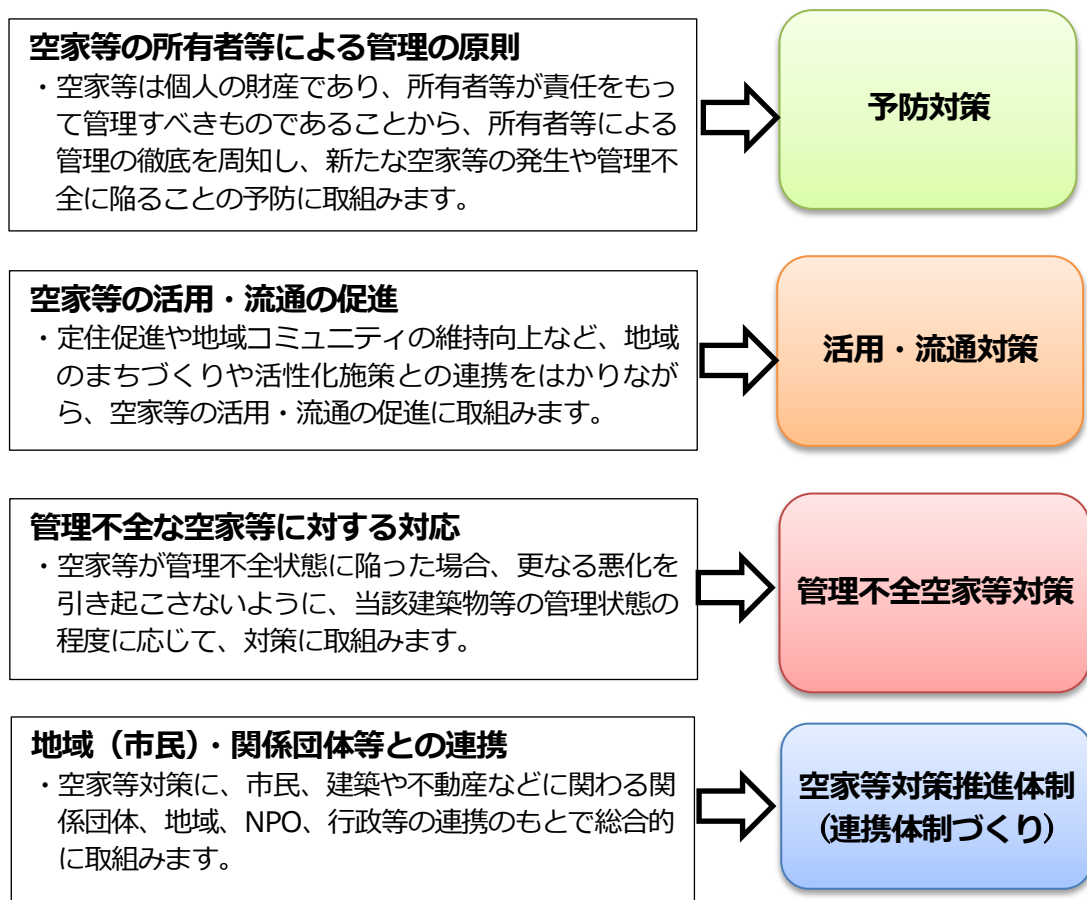 空家等の所有者等による管理の原則
・空家等は個人の財産であり、所有者等が責任をもっ
て管理すべきものであることから、所有者等による
管理の徹底を周知し、新たな空家等の発生や管理不
全に陥ることの予防に取組みます。
予防対策
空家等の活用・流通の促進
・定住促進や地域コミュニティの維持向上など、地域
のまちづくりや活性化施策との連携をはかりなが
ら、空家等の活用・流通の促進に取組みます。
活用・流通対策
管理不全な空家等に対する対応
・空家等が管理不全状態に陥った場合、更なる悪化を
引き起こさないように、当該建築物等の管理状態の
程度に応じて、対策に取組みます。
管理不全空家等対策
地域（市民）・関係団体等との連携
・空家等対策に、市民、建築や不動産などに関わる関
係団体、地域、NPO、行政等の連携のもとで総合的
に取組みます。
空家等対策推進体制
（連携体制づくり）